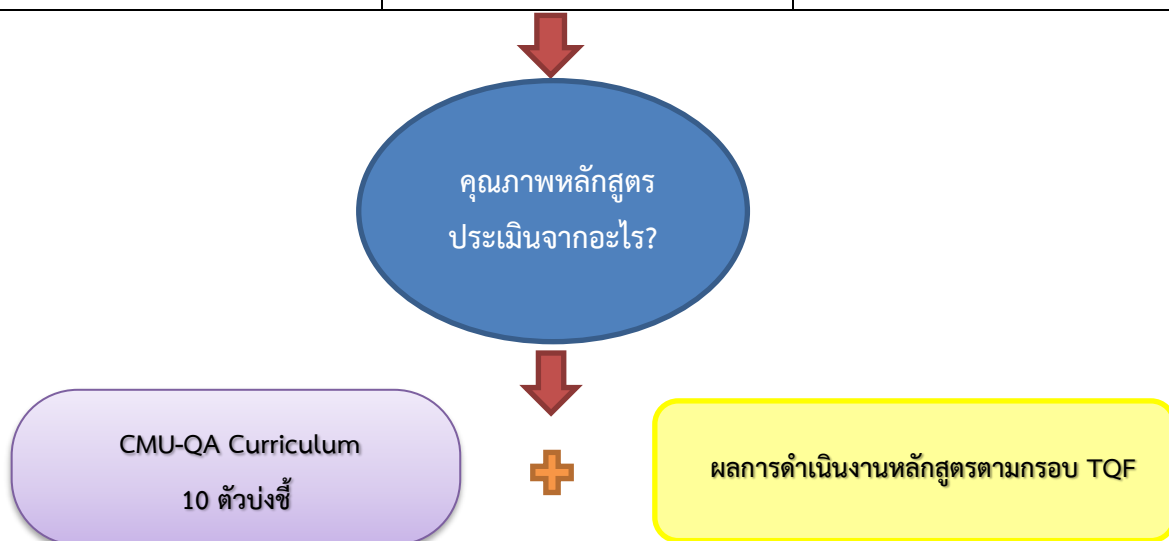 คุณภาพหลักสูตร
ประเมินจากอะไร?
CMU-QA Curriculum
10 ตัวบ่งชี้
ผลการดำเนินงานหลักสูตรตามกรอบ TQF